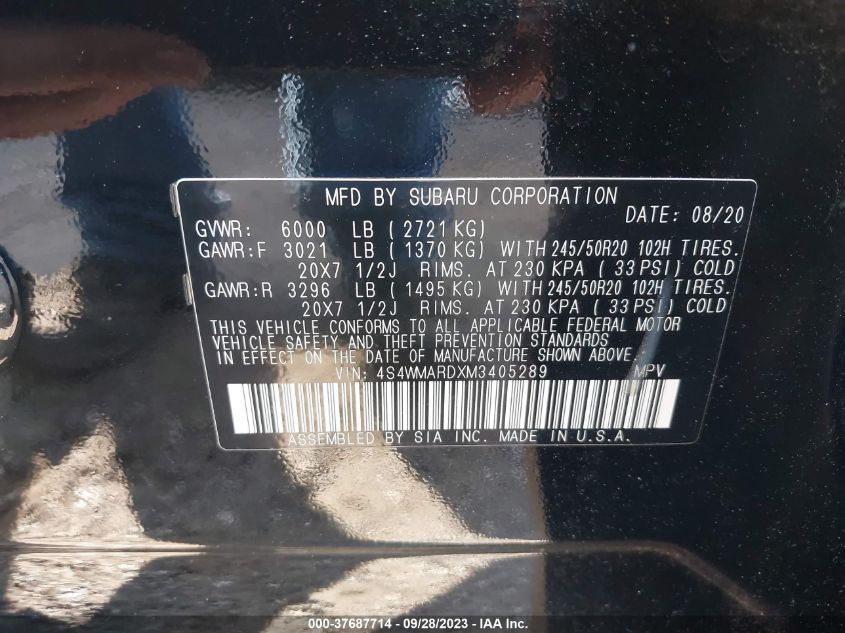 MFD BY SUBARU CORPORATION
DATE: 08/20
GVWR: 6000 LB ( 2721 KG)
GAWR:F 3021 LB ( 1370 KG) WITH 245/50R20 102H TIRES.
20X7 1/2J RIMS. AT 230 KPA ( 33 PSI) COLD
GAWR:R 3296 LB ( 1495 KG) WITH 245/50R20 102H TIRES.
20X7 1/2J RIMS. AT 230 KPA ( 33 PSI) COLD
THIS VEHICLE CONFORMS TO ALL APPLICABLE FEDERAL MOTOR
VEHICLE SAFETY AND THEFT PREVENTION STANDARDS
IN EFFECT ON THE DATE OF MANUFACTURE SHOWN ABOVE.
VIN: 4S4WMARDXM3405289 MPV
ASSEMBLED BY SIA INC. MADE IN U.S.A.
000-37687714 - 09/28/2023 - IAA Inc.